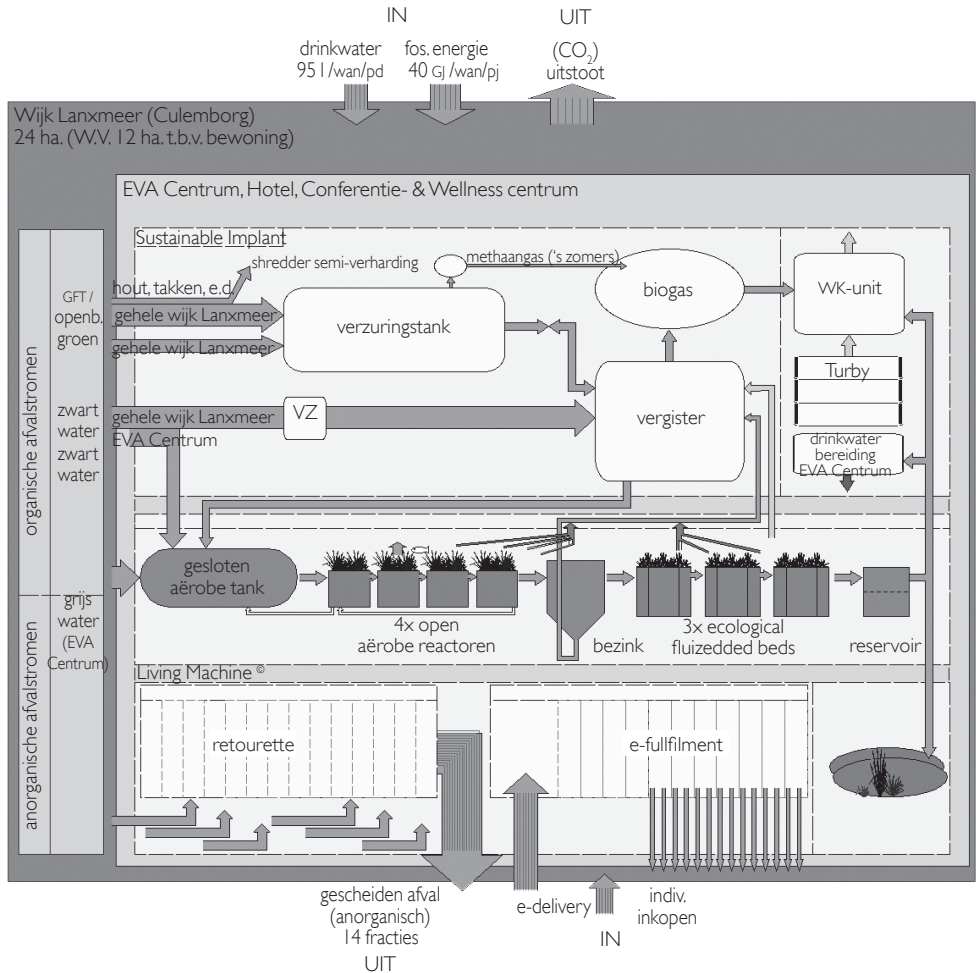 IN
UIT
drinkwater
95 l /wan/pd
fos. energie
40 GJ /wan/pj
(CO₂)
uitstoot
Wijk Lanxmeer (Culemborg)
24 ha. (W.V. 12 ha. t.b.v. bewoning)
EVA Centrum, Hotel, Conferentie- & Wellness centrum
Sustainable Implant
shredder semi-verharding
methaangas ('s zomers)
hout, takken, e.d.
GFT /
openb.
groen
gehele wijk Lanxmeer
gehele wijk Lanxmeer
verzuringstank
biogas
WK-unit
Turby
organische afvalstromen
zwart
water
zwart
water
gehele wijk Lanxmeer
EVA Centrum
VZ
vergister
drinkwater
bereiding
EVA Centrum
gesloten
aërobe tank
4x open
aërobe reactoren
bezink
3x ecological
fluizedded beds
reservoir
grijs
water
(EVA
Centrum)
anorganische afvalstromen
Living Machine ©
retourette
e-fullfilment
gescheiden afval
(anorganisch)
14 fracties
UIT
e-delivery
IN
indiv.
inkopen